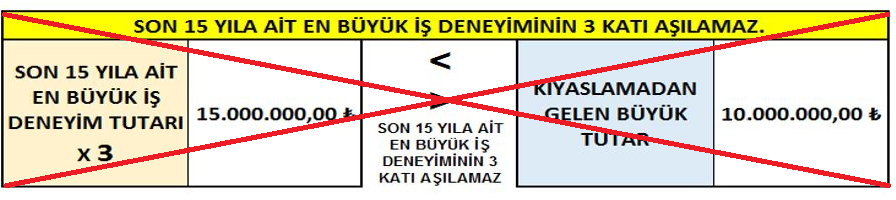 SON 15 YILA AİT EN BÜYÜK İŞ DENEYİMİNİN 3 KATI AŞILAMAZ.
SON 15 YILA AİT
EN BÜYÜK İŞ
DENEYİM TUTARI
x 3
15.000.000,00 ₺
<
>
SON 15 YILA AİT
EN BÜYÜK İŞ
DENEYİMİNİN 3
KATI AŞILAMAZ
KIYASLAMADAN
GELEN BÜYÜK
TUTAR
10.000.000,00 ₺